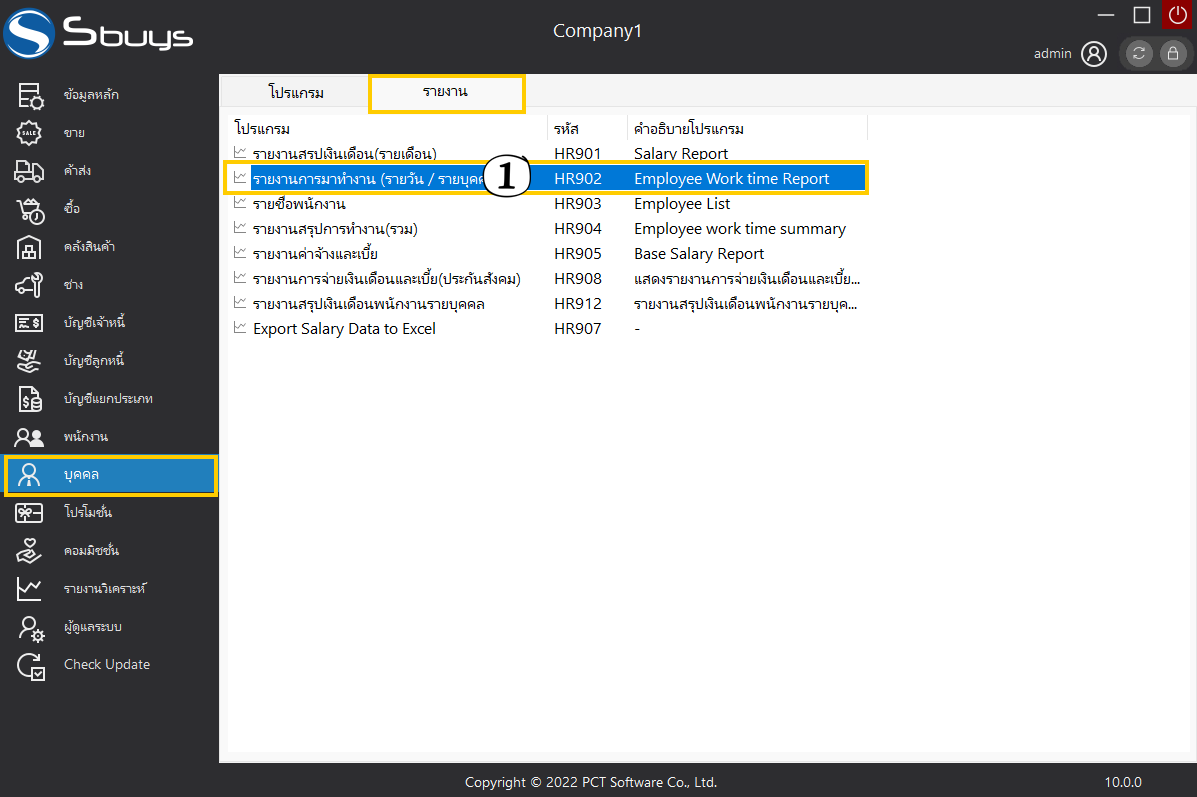 Sbuys
Company1
admin
ข้อมูลหลัก
ขาย
ค้าส่ง
ซื้อ
คลังสินค้า
ช่าง
บัญชีเจ้าหนี้
บัญชีลูกหนี้
บัญชีแยกประเภท
พนักงาน
บุคคล
โปรโมชั่น
คอมมิชชั่น
รายงานวิเคราะห์
ผู้ดูแลระบบ
Check Update
โปรแกรม รายงาน
โปรแกรม รหัส คำอธิบายโปรแกรม
รายงานสรุปเงินเดือน(รายเดือน) HR901 Salary Report
รายงานการมาทำงาน (รายวัน / รายบุคค 1 HR902 Employee Work time Report
รายชื่อพนักงาน HR903 Employee List
รายงานสรุปการทำงาน(รวม) HR904 Employee work time summary
รายงานค่าจ้างและเบี้ย HR905 Base Salary Report
รายงานการจ่ายเงินเดือนและเบี้ย(ประกันสังคม) HR908 แสดงรายงานการจ่ายเงินเดือนและเบี้ย...
รายงานสรุปเงินเดือนพนักงานรายบุคคล HR912 รายงานสรุปเงินเดือนพนักงานรายบุค...
Export Salary Data to Excel HR907 -
Copyright © 2022 PCT Software Co., Ltd.
10.0.0